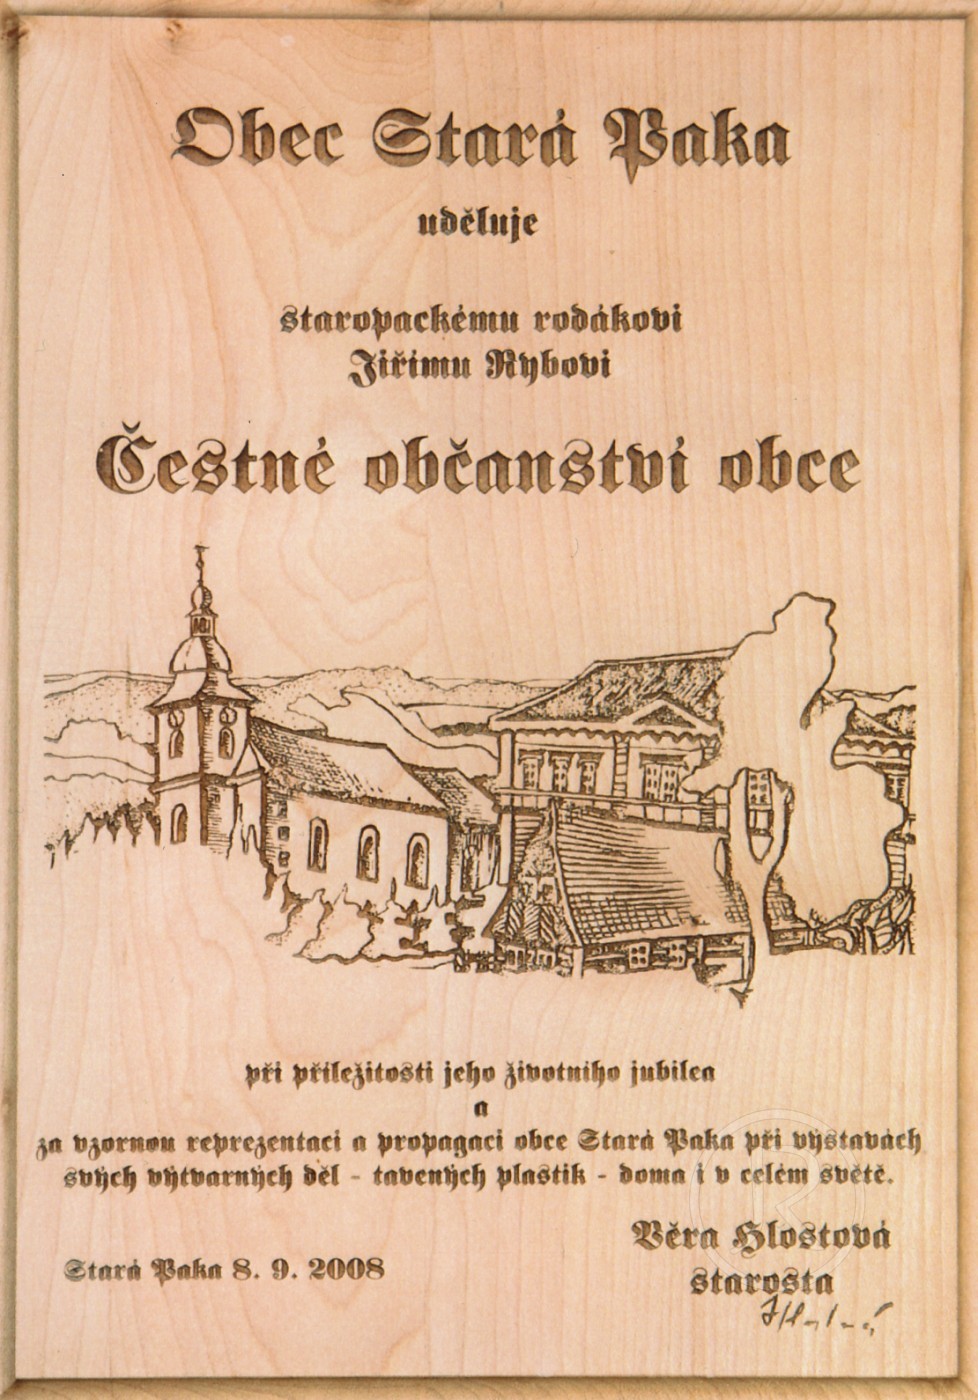 Obec Stará Paka
uděluje
staropackému rodákovi
Jiřímu Rybovi
Čestné občanství obce
při příležitosti jeho životního jubilea
a
za vzornou reprezentaci a propagaci obce Stará Paka při výstavách
svých výtvarných děl - tavených plastik - doma i v celém světě.
Věra Hlostová
Stará Paka 8. 9. 2008
starosta